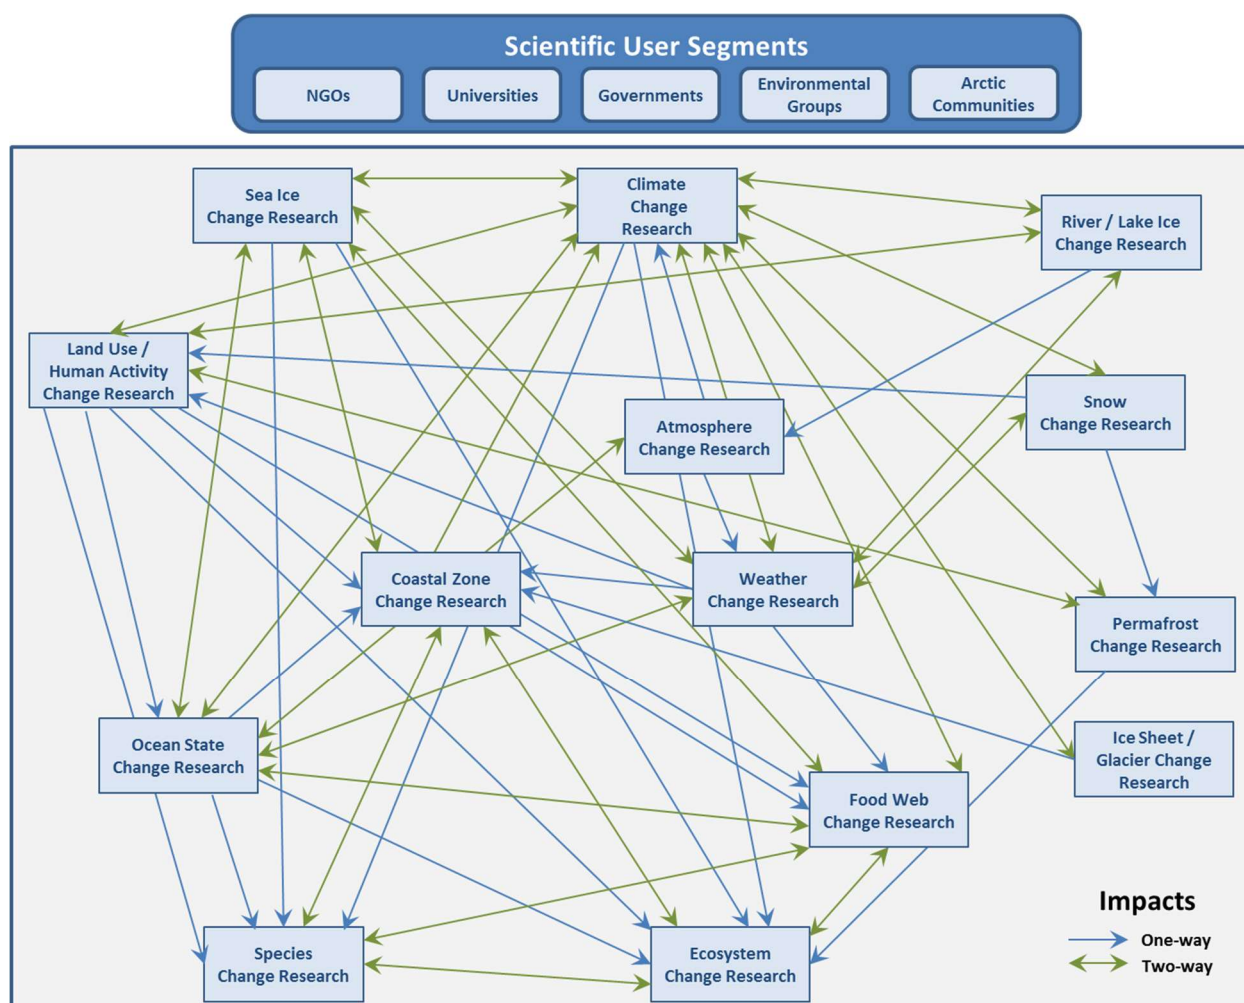 Scientific User Segments
NGOs
Universities
Governments
Environmental
Groups
Arctic
Communities
Sea Ice
Change Research
Climate
Change
Research
River / Lake Ice
Change Research
Land Use /
Human Activity
Change Research
Snow
Change Research
Atmosphere
Change Research
Coastal Zone
Change Research
Weather
Change Research
Permafrost
Change Research
Ocean State
Change Research
Ice Sheet /
Glacier Change
Research
Food Web
Change Research
Species
Change Research
Ecosystem
Change Research
Impacts
One-way
Two-way